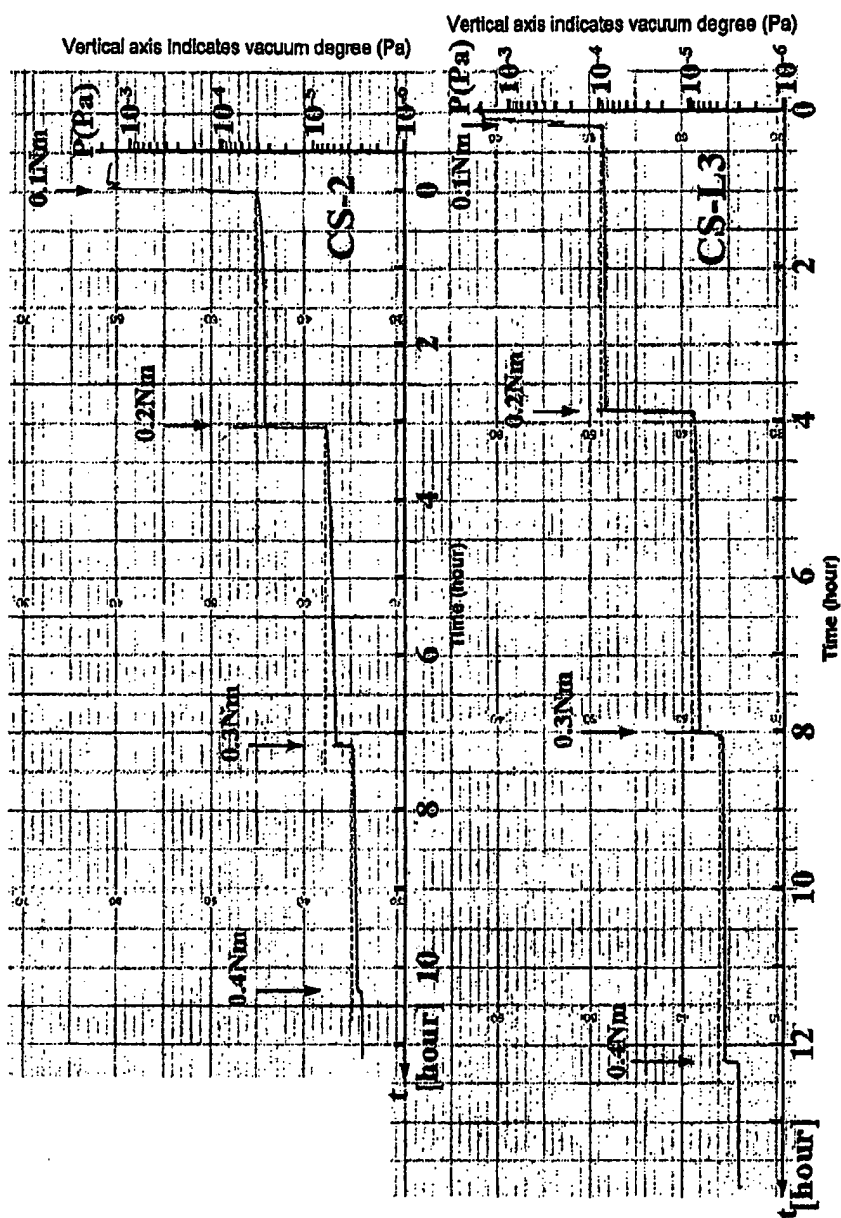 Vertical axis indicates vacuum degree (Pa)
P(Pa)
10-3
10-4
10-5
10-6
0.1Nm
0.2Nm
0.3Nm
0.4Nm
CS-2
0
2
4
6
8
10
t [hour]
Time (hour)
Vertical axis indicates vacuum degree (Pa)
P(Pa)
10-3
10-4
10-5
10-6
0.1Nm
0.2Nm
0.3Nm
0.4Nm
CS-L3
0
2
4
6
8
10
12
t [hour]
Time (hour)